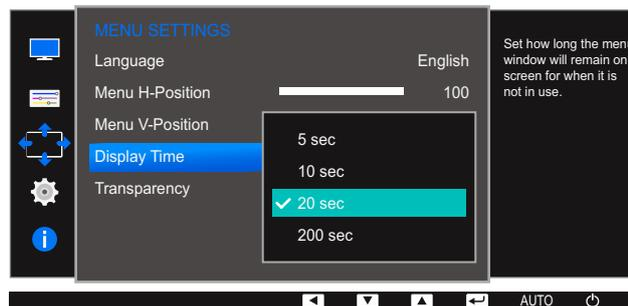 MENU SETTINGS
Language English
Menu H-Position 100
Menu V-Position
Display Time
Transparency
5 sec
10 sec
20 sec
200 sec
Set how long the menu
window will remain on
screen for when it is
not in use.
AUTO